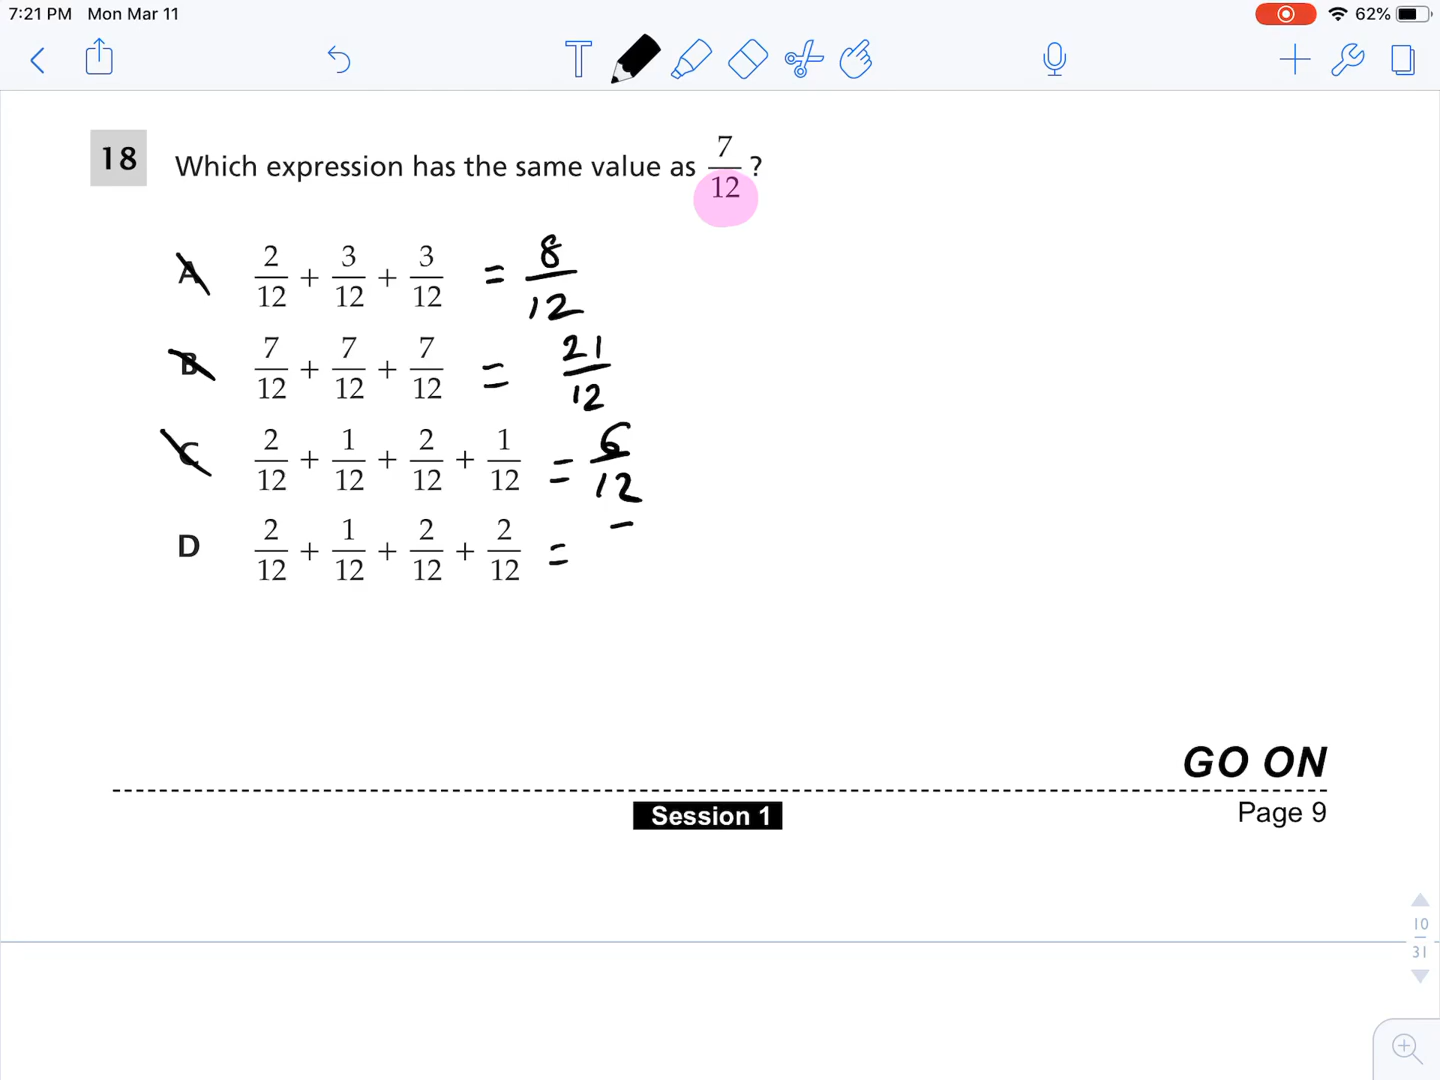 7:21 PM Mon Mar 11 62%
T
18 Which expression has the same value as 7/12 ?
A 2/12 + 3/12 + 3/12 = 8/12
B 7/12 + 7/12 + 7/12 = 21/12
C 2/12 + 1/12 + 2/12 + 1/12 = 6/12
D 2/12 + 1/12 + 2/12 + 2/12 =
GO ON
Session 1 Page 9
10
31